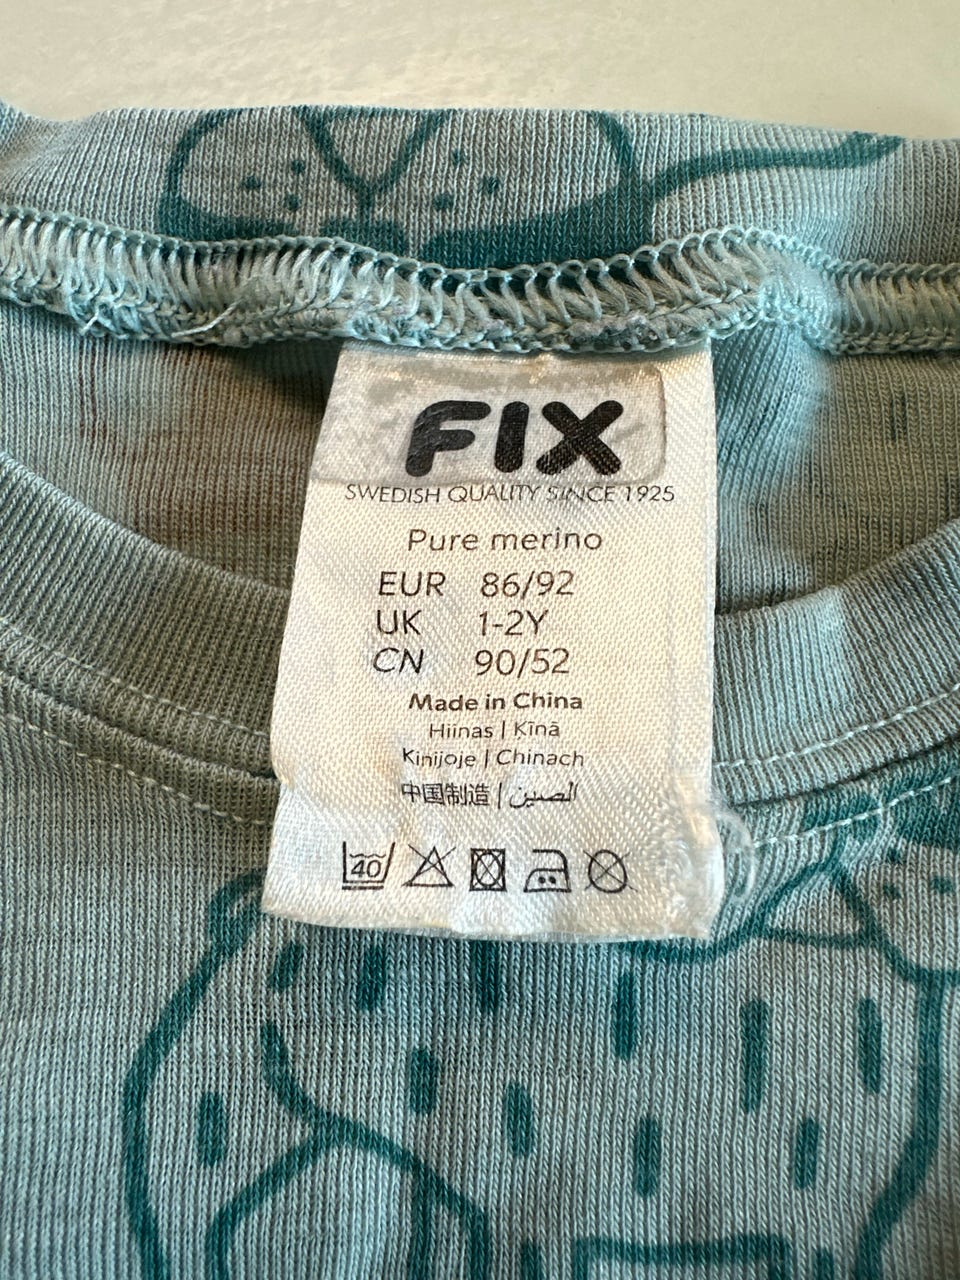 FIX
SWEDISH QUALITY SINCE 1925
Pure merino
EUR 86/92
UK 1-2Y
CN 90/52
Made in China
Hiinas | Ķīnā
Kinijoje | Chinach
中国制造 | الصين
40